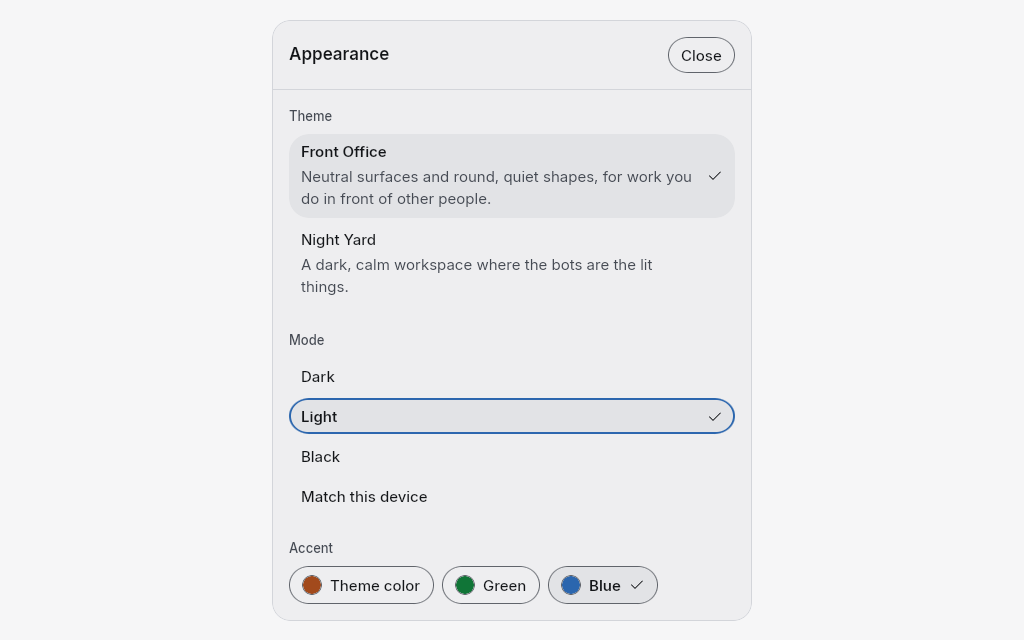 Appearance
Close
Theme
Front Office
Neutral surfaces and round, quiet shapes, for work you
do in front of other people.
Night Yard
A dark, calm workspace where the bots are the lit
things.
Mode
Dark
Light
Black
Match this device
Accent
Theme color
Green
Blue